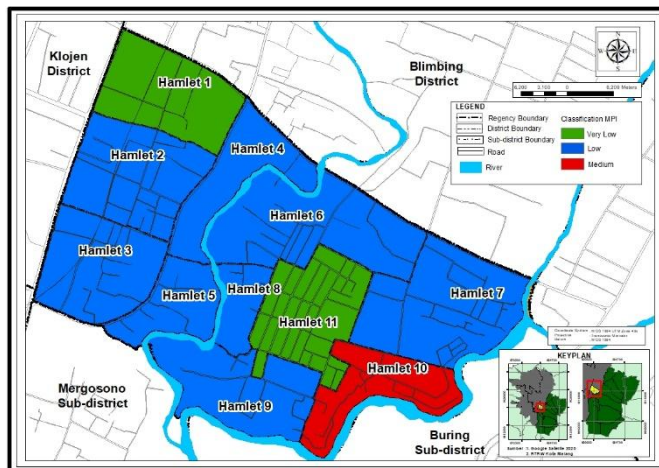 Klojen
District
Hamlet 1
Blimbing
District
Hamlet 2
Hamlet 4
Hamlet 6
Hamlet 3
Hamlet 5
Hamlet 8
Hamlet 7
Hamlet 11
Hamlet 10
Hamlet 9
Mergosono
Sub-district
Buring
Sub-district
LEGEND
Regency Boundary
District Boundary
Sub-district Boundary
Road
River
Classification MPI
Very Low
Low
Medium
KEYPLAN